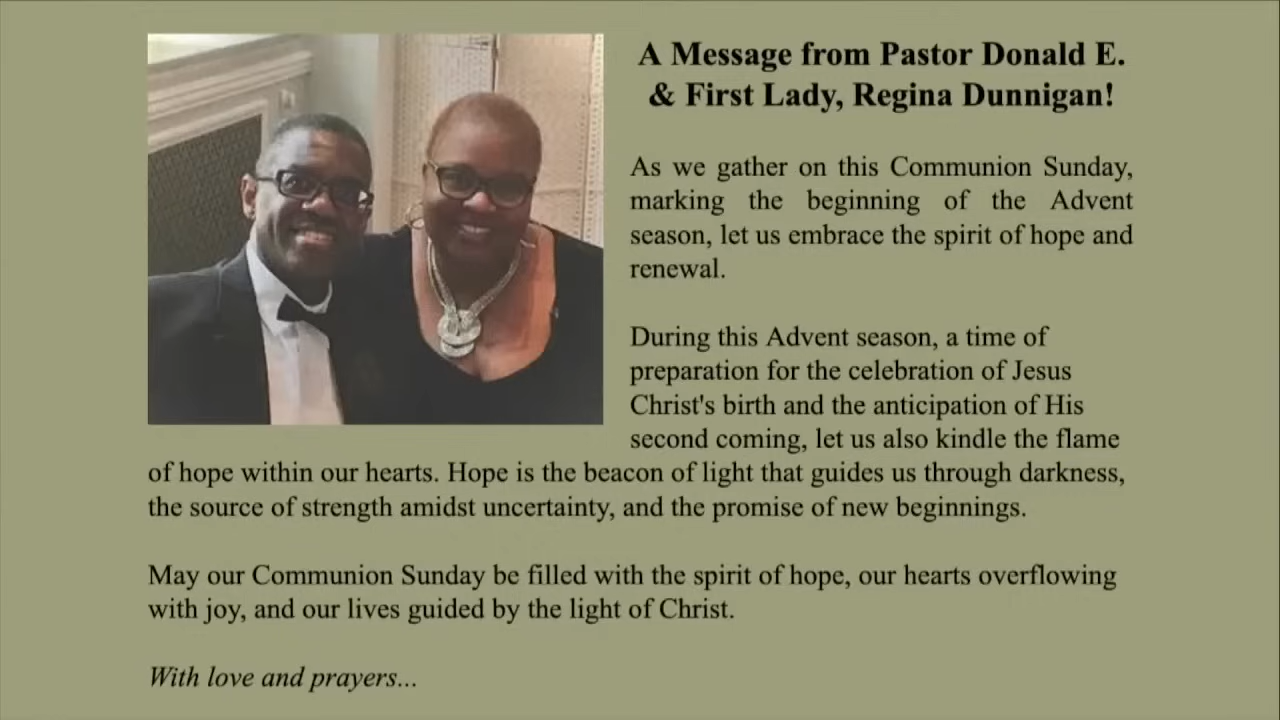 A Message from Pastor Donald E.
& First Lady, Regina Dunnigan!
As we gather on this Communion Sunday,
marking the beginning of the Advent
season, let us embrace the spirit of hope and
renewal.
During this Advent season, a time of
preparation for the celebration of Jesus
Christ's birth and the anticipation of His
second coming, let us also kindle the flame
of hope within our hearts. Hope is the beacon of light that guides us through darkness,
the source of strength amidst uncertainty, and the promise of new beginnings.
May our Communion Sunday be filled with the spirit of hope, our hearts overflowing
with joy, and our lives guided by the light of Christ.
With love and prayers...